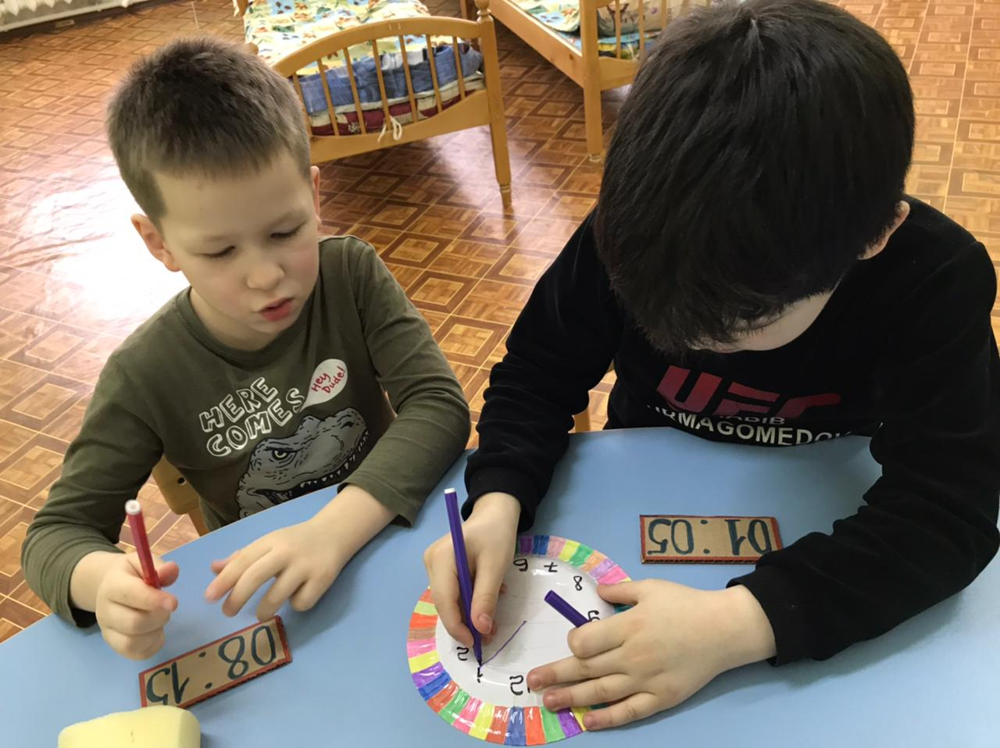 HERE
COMES
Hey
Dude!
UFC
NURMAGOMEDOV
01:05
08:15
6
7
8
9
2
1
12